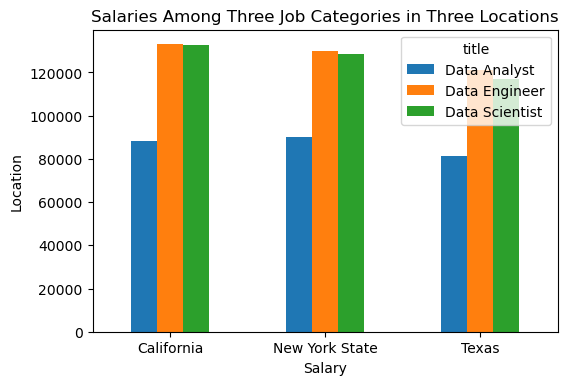 Salaries Among Three Job Categories in Three Locations
title
Data Analyst
Data Engineer
Data Scientist
Location
120000
100000
80000
60000
40000
20000
0
California
New York State
Texas
Salary